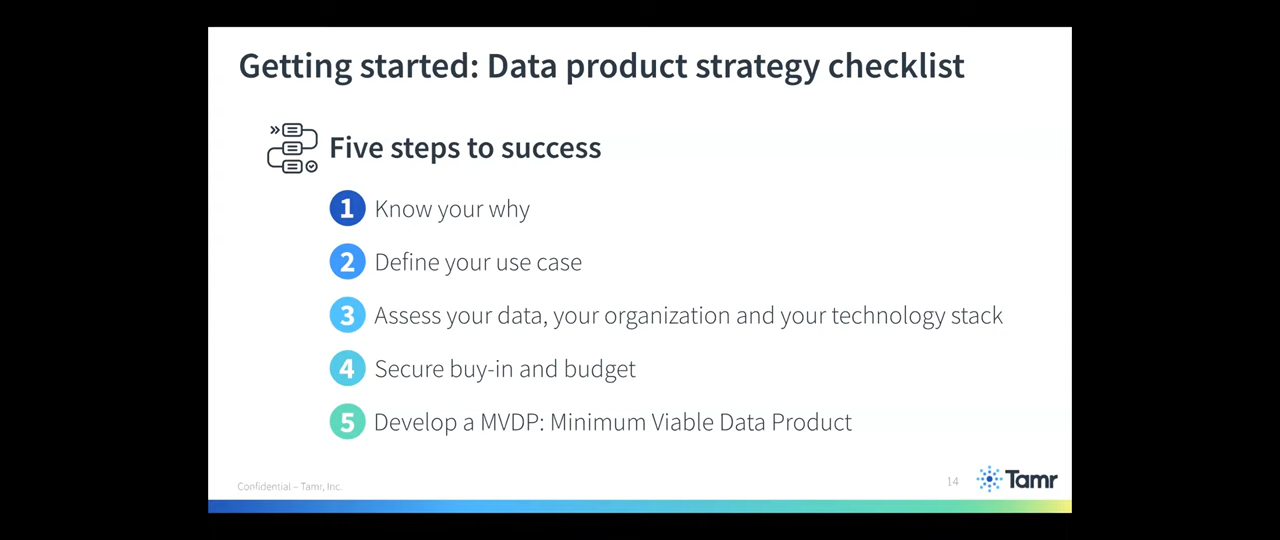 Getting started: Data product strategy checklist
Five steps to success
1 Know your why
2 Define your use case
3 Assess your data, your organization and your technology stack
4 Secure buy-in and budget
5 Develop a MVDP: Minimum Viable Data Product
Confidential – Tamr, Inc.
14
Tamr